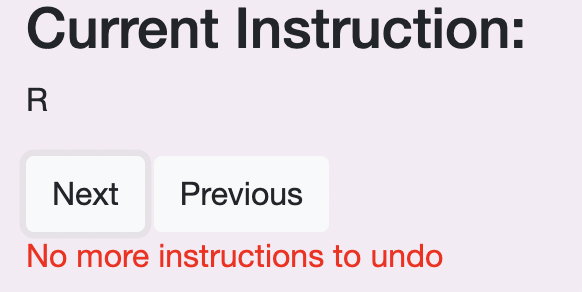 Current Instruction:
R
Next Previous
No more instructions to undo